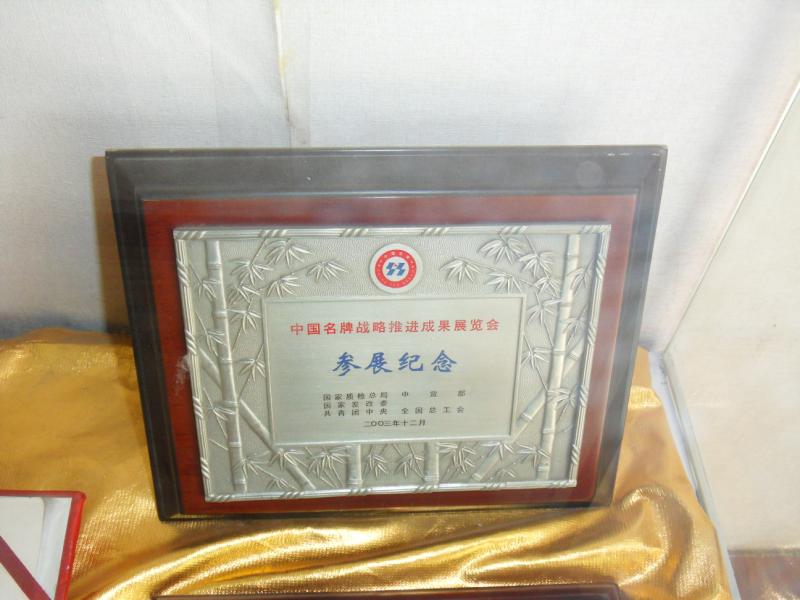 中国名牌战略推进成果展览会
参展纪念
国家质检总局 中宣部
国家发改委
共青团中央 全国总工会
二〇〇三年十二月